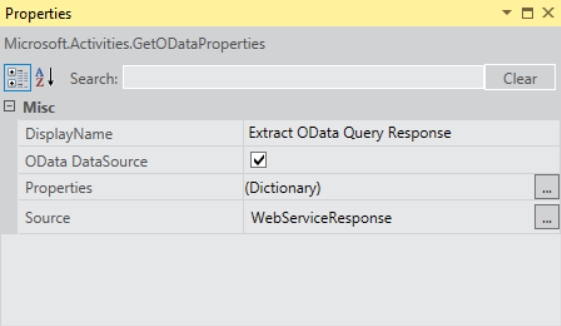 Properties
Microsoft.Activities.GetODataProperties
A Z Search: Clear
Misc
DisplayName Extract OData Query Response
OData DataSource
Properties (Dictionary) ...
Source WebServiceResponse ...